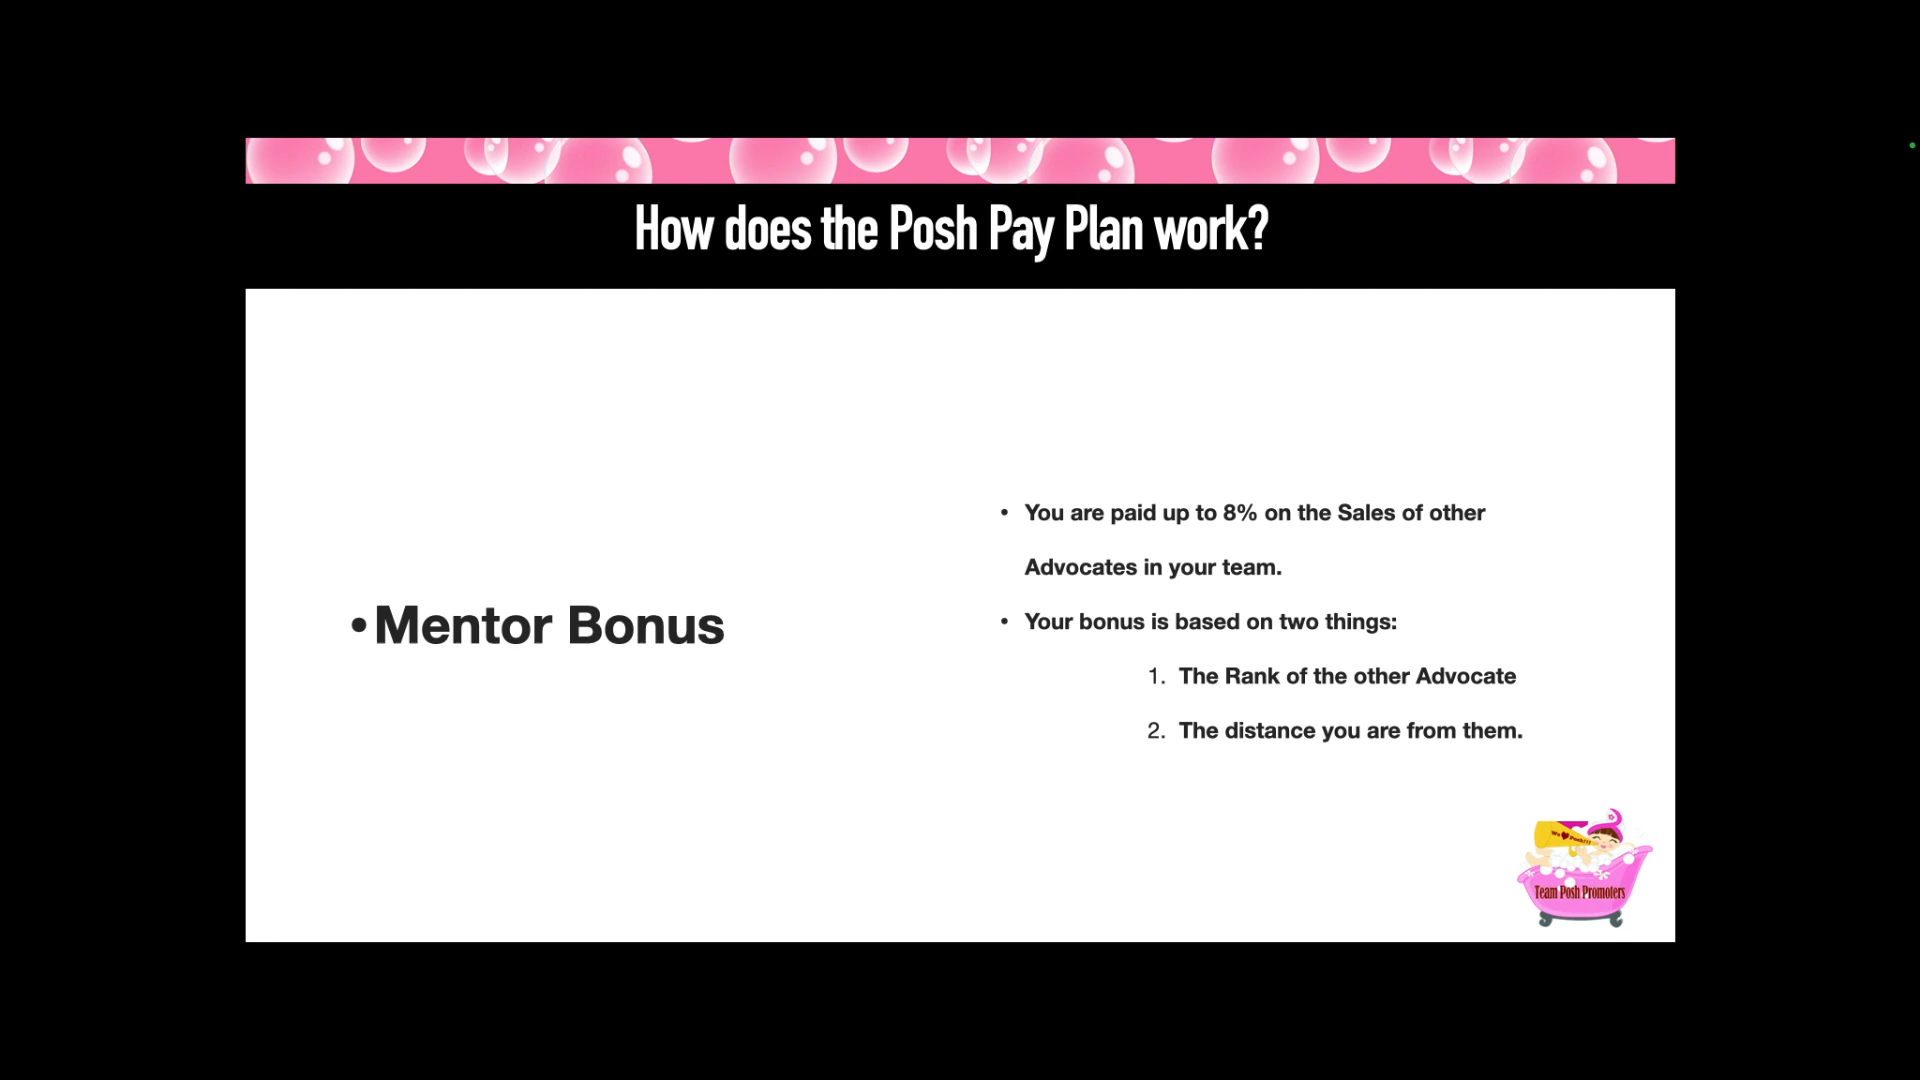 How does the Posh Pay Plan work?
•Mentor Bonus
• You are paid up to 8% on the Sales of other
Advocates in your team.
• Your bonus is based on two things:
1. The Rank of the other Advocate
2. The distance you are from them.
We ❤ Posh!!!
Team Posh Promoters